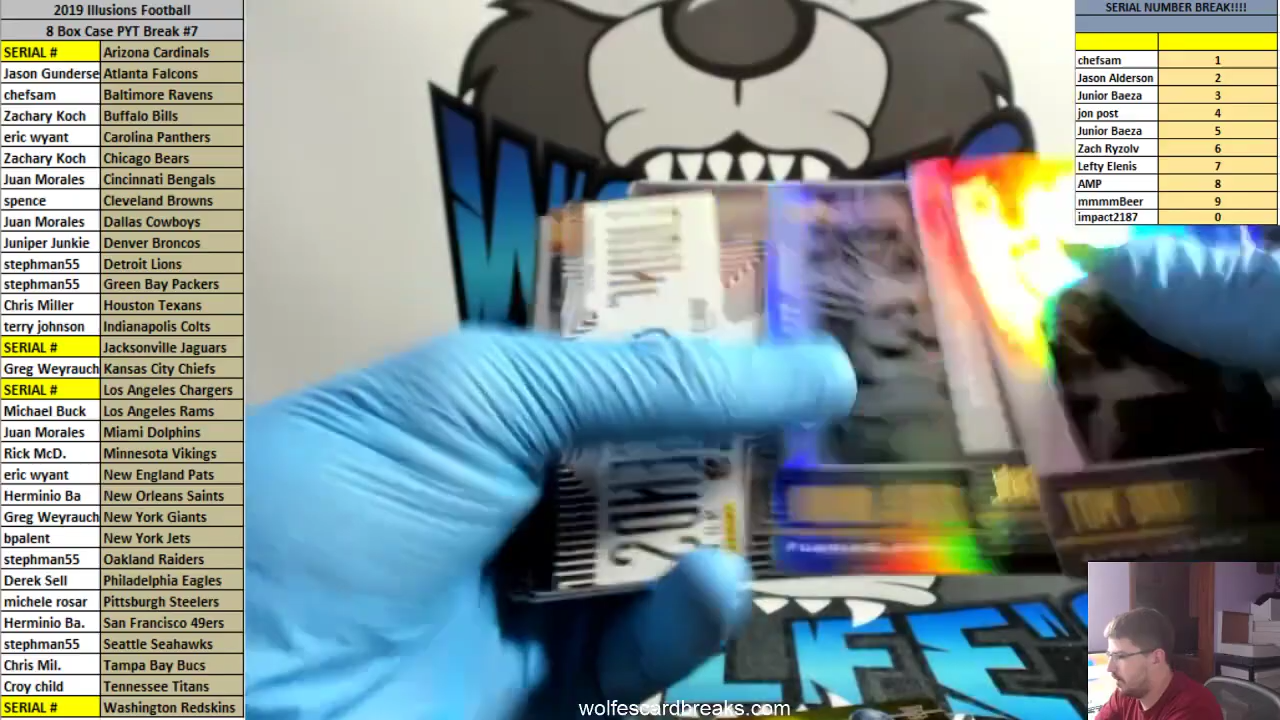 2019 Illusions Football
8 Box Case PYT Break #7
SERIAL # Arizona Cardinals
Jason Gunderse Atlanta Falcons
chefsam Baltimore Ravens
Zachary Koch Buffalo Bills
eric wyant Carolina Panthers
Zachary Koch Chicago Bears
Juan Morales Cincinnati Bengals
spence Cleveland Browns
Juan Morales Dallas Cowboys
Juniper Junkie Denver Broncos
stephman55 Detroit Lions
stephman55 Green Bay Packers
Chris Miller Houston Texans
terry johnson Indianapolis Colts
SERIAL # Jacksonville Jaguars
Greg Weyrauch Kansas City Chiefs
SERIAL # Los Angeles Chargers
Michael Buck Los Angeles Rams
Juan Morales Miami Dolphins
Rick McD. Minnesota Vikings
eric wyant New England Pats
Herminio Ba New Orleans Saints
Greg Weyrauch New York Giants
bpalent New York Jets
stephman55 Oakland Raiders
Derek Sell Philadelphia Eagles
michele rosar Pittsburgh Steelers
Herminio Ba. San Francisco 49ers
stephman55 Seattle Seahawks
Chris Mil. Tampa Bay Bucs
Croy child Tennessee Titans
SERIAL # Washington Redskins
SERIAL NUMBER BREAK!!!!
chefsam 1
Jason Alderson 2
Junior Baeza 3
jon post 4
Junior Baeza 5
Zach Ryzolv 6
Lefty Elenis 7
AMP 8
mmmmBeer 9
impact2187 0
wolfescardbreaks.com